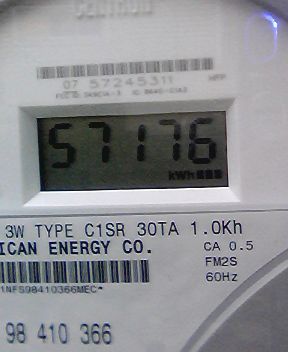 07 57245311
57176
kWh
3W TYPE C1SR 30TA 1.0Kh
ICAN ENERGY CO.
CA 0.5
FM2S
60Hz
1NFS98410366MEC*
98 410 366